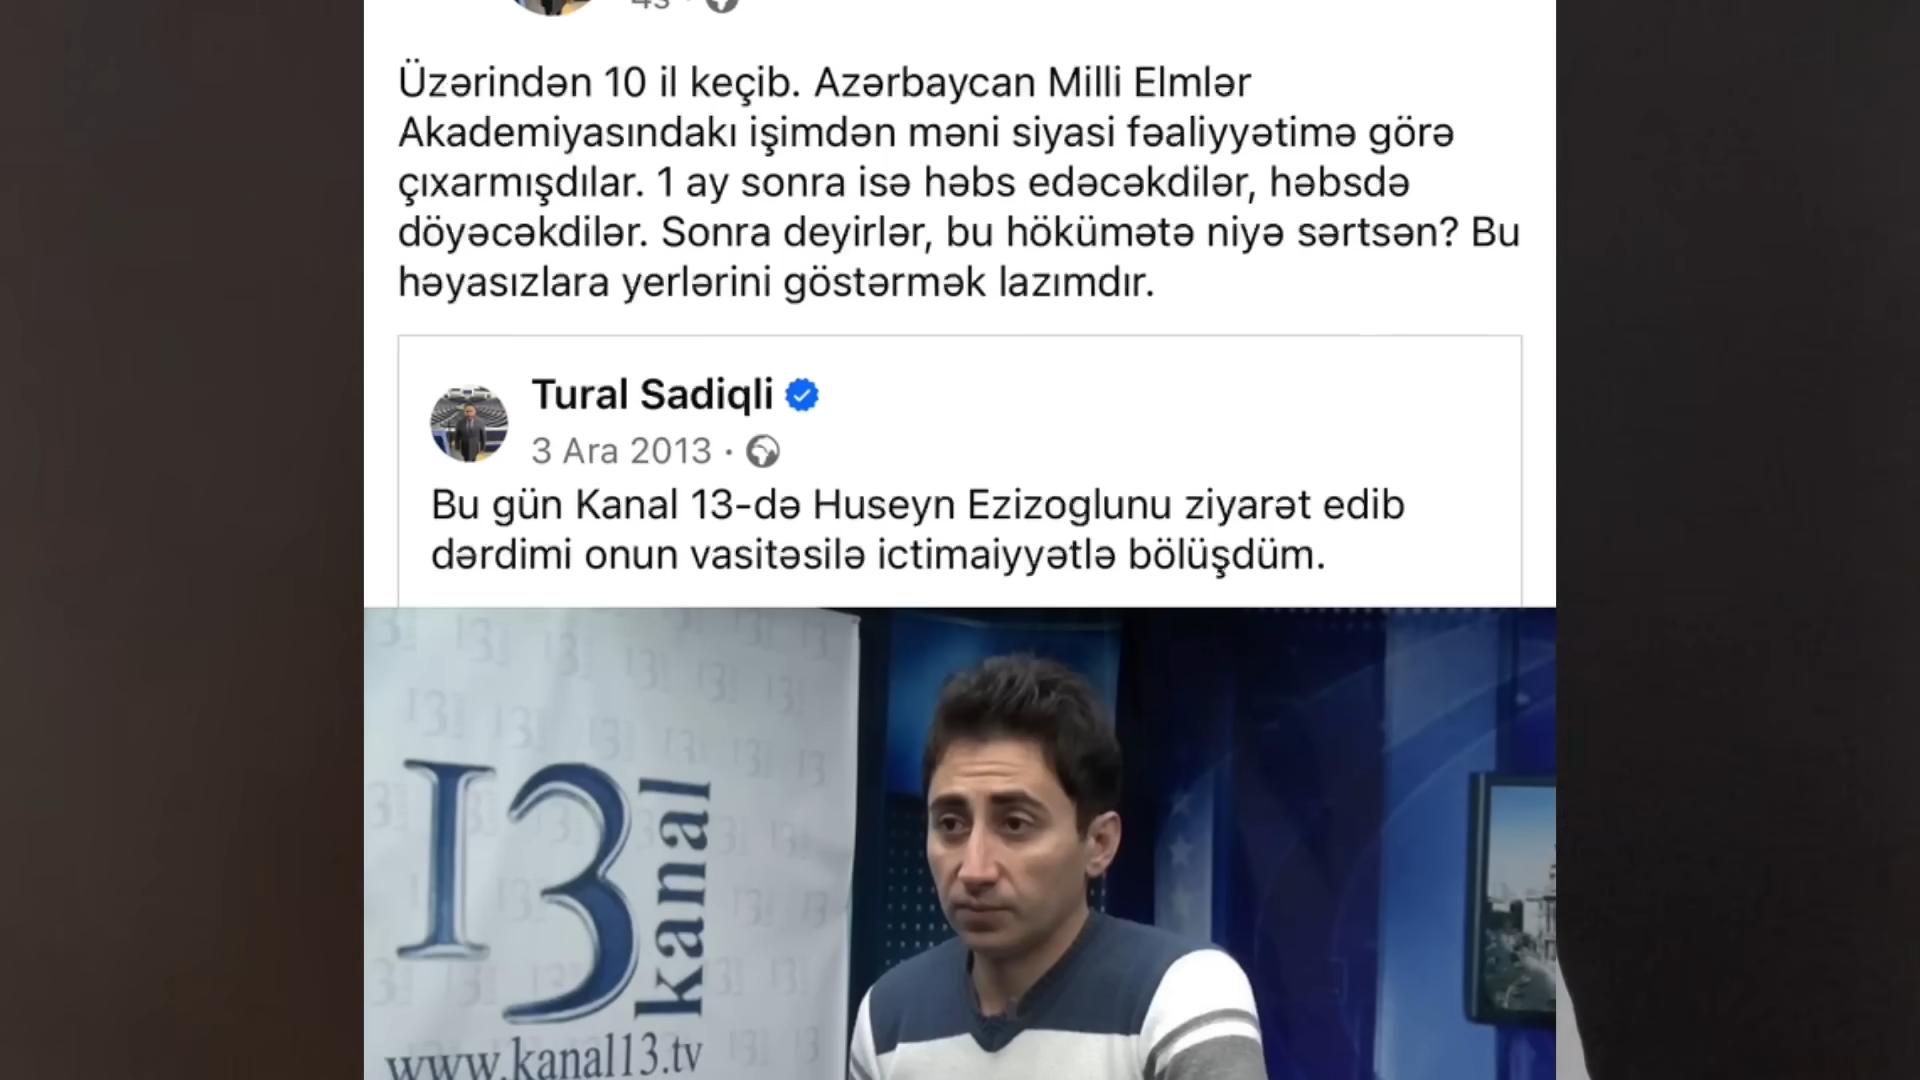 Üzərindən 10 il keçib. Azərbaycan Milli Elmlər
Akademiyasındakı işimdən məni siyasi fəaliyyətimə görə
çıxarmışdılar. 1 ay sonra isə həbs edəcəkdilər, həbsdə
döyəcəkdilər. Sonra deyirlər, bu hökümətə niyə sərtsən? Bu
həyasızlara yerlərini göstərmək lazımdır.
Tural Sadiqli
3 Ara 2013 ·
Bu gün Kanal 13-də Huseyn Ezizoglunu ziyarət edib
dərdimi onun vasitəsilə ictimaiyyətlə bölüşdüm.
13
kanal
www.kanal13.tv